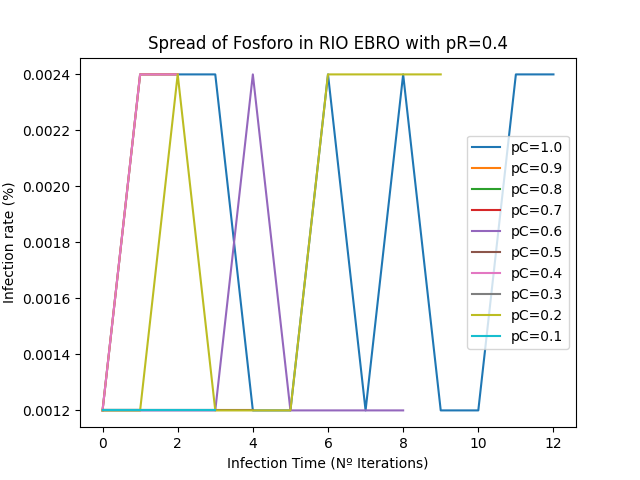 Spread of Fosforo in RIO EBRO with pR=0.4
Infection rate (%)
0.0024
0.0022
0.0020
0.0018
0.0016
0.0014
0.0012
pC=1.0
pC=0.9
pC=0.8
pC=0.7
pC=0.6
pC=0.5
pC=0.4
pC=0.3
pC=0.2
pC=0.1
0 2 4 6 8 10 12
Infection Time (Nº Iterations)